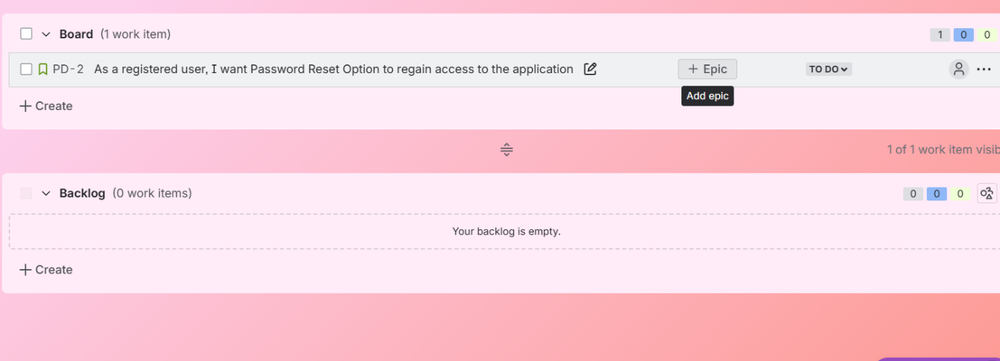 Board (1 work item) 1 0 0
PD-2 As a registered user, I want Password Reset Option to regain access to the application + Epic TO DO
Add epic
+ Create
1 of 1 work item visib
Backlog (0 work items) 0 0 0
Your backlog is empty.
+ Create